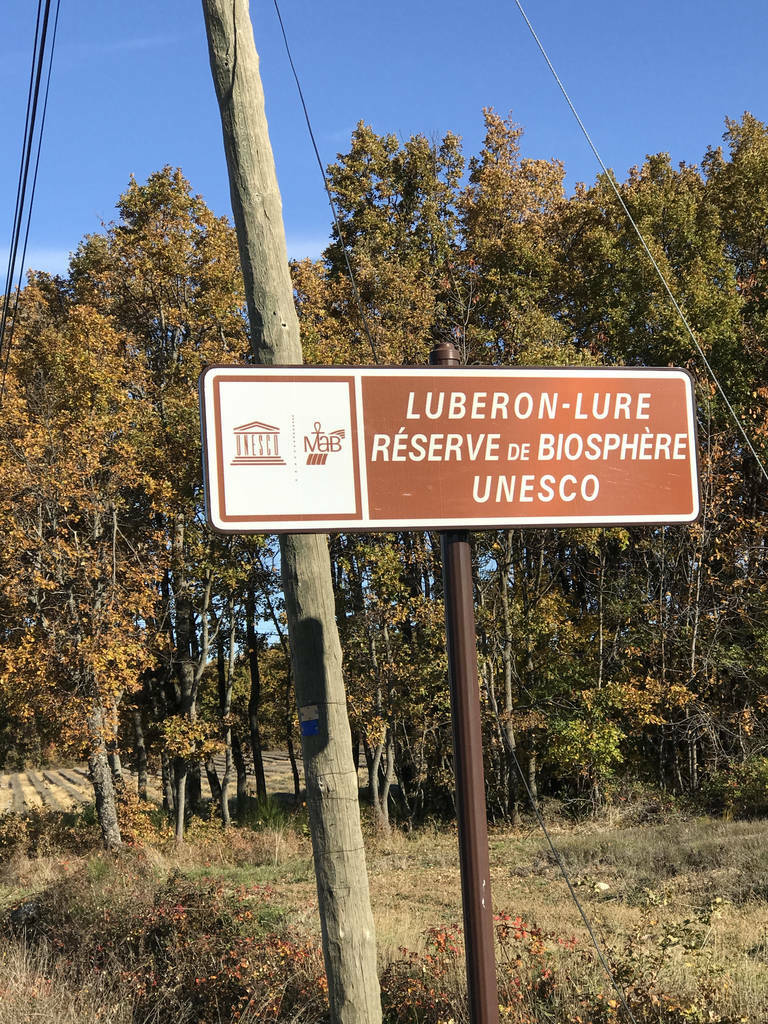 LUBERON-LURE
RÉSERVE DE BIOSPHÈRE
UNESCO
UNESCO
MAB